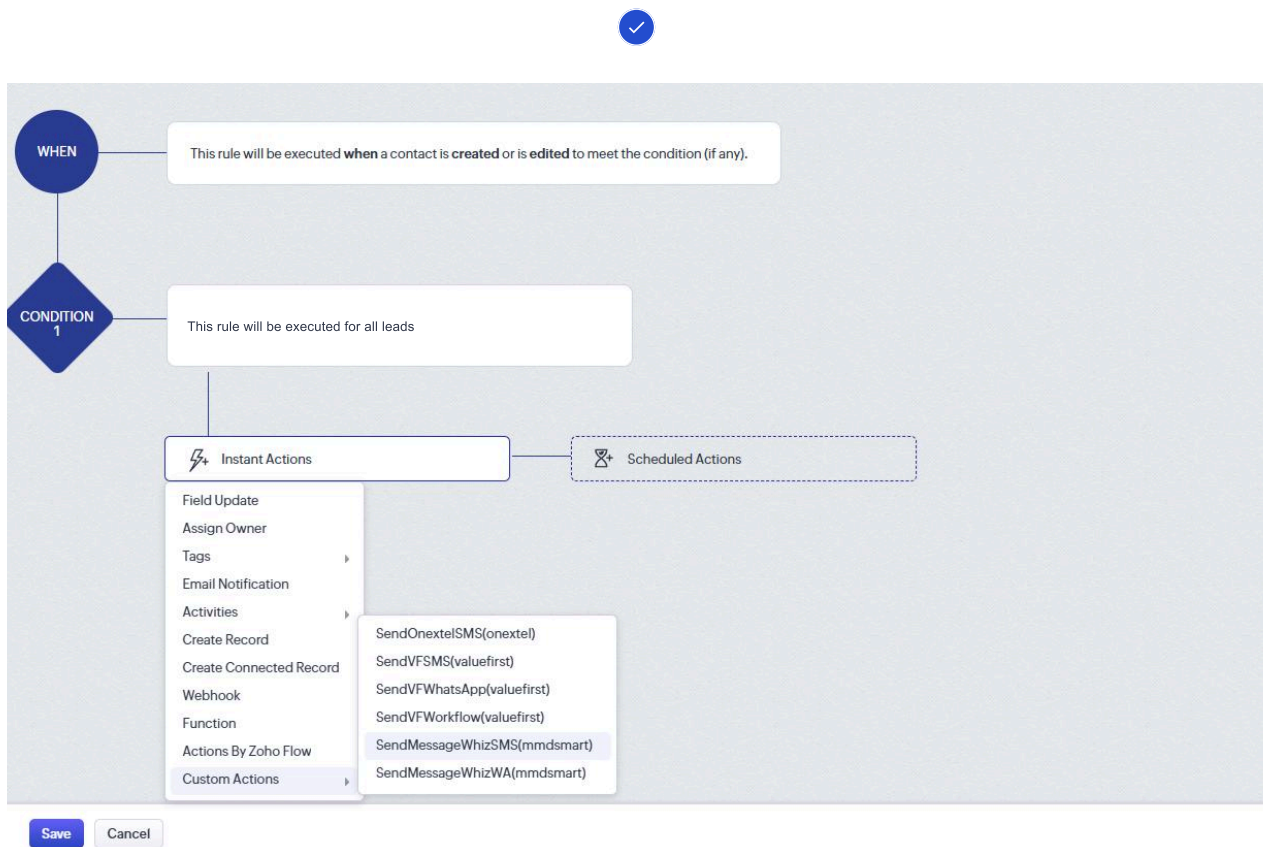 WHEN
This rule will be executed when a contact is created or is edited to meet the condition (if any).
CONDITION
1
This rule will be executed for all leads
Instant Actions
Scheduled Actions
Field Update
Assign Owner
Tags
Email Notification
Activities
Create Record
Create Connected Record
Webhook
Function
Actions By Zoho Flow
Custom Actions
SendOnextelSMS(onextel)
SendVFSMS(valuefirst)
SendVFWhatsApp(valuefirst)
SendVFWorkflow(valuefirst)
SendMessageWhizSMS(mmdsmart)
SendMessageWhizWA(mmdsmart)
Save
Cancel